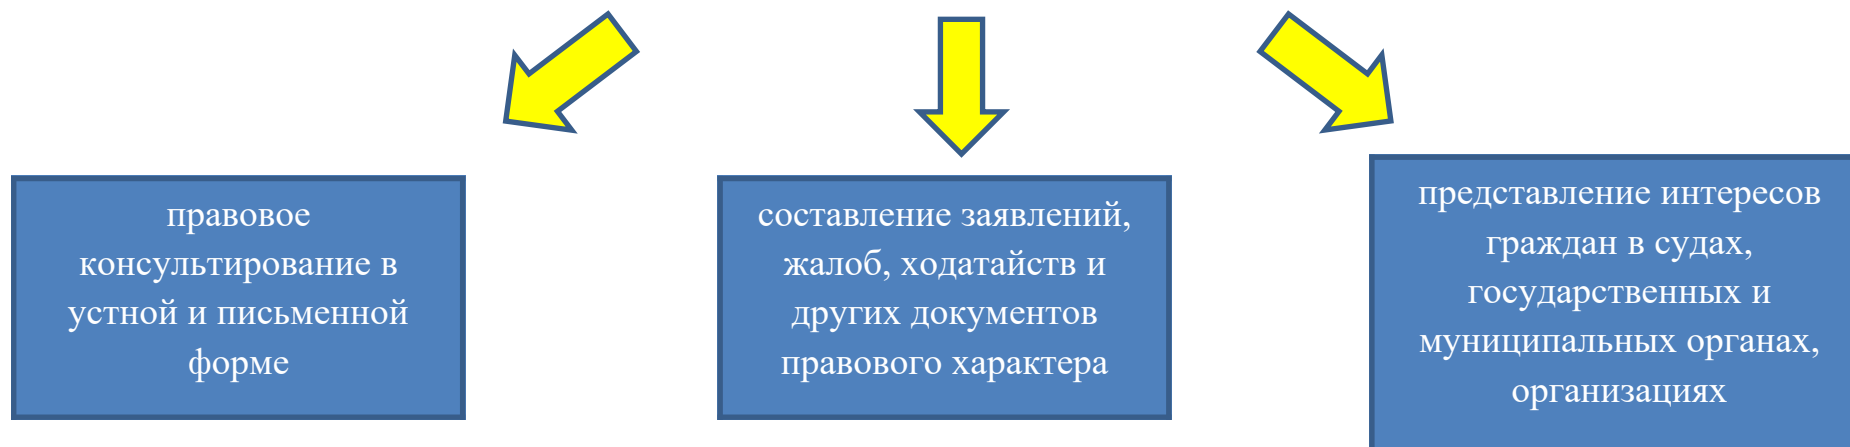 правовое
консультирование в
устной и письменной
форме
составление заявлений,
жалоб, ходатайств и
других документов
правового характера
представление интересов
граждан в судах,
государственных и
муниципальных органах,
организациях